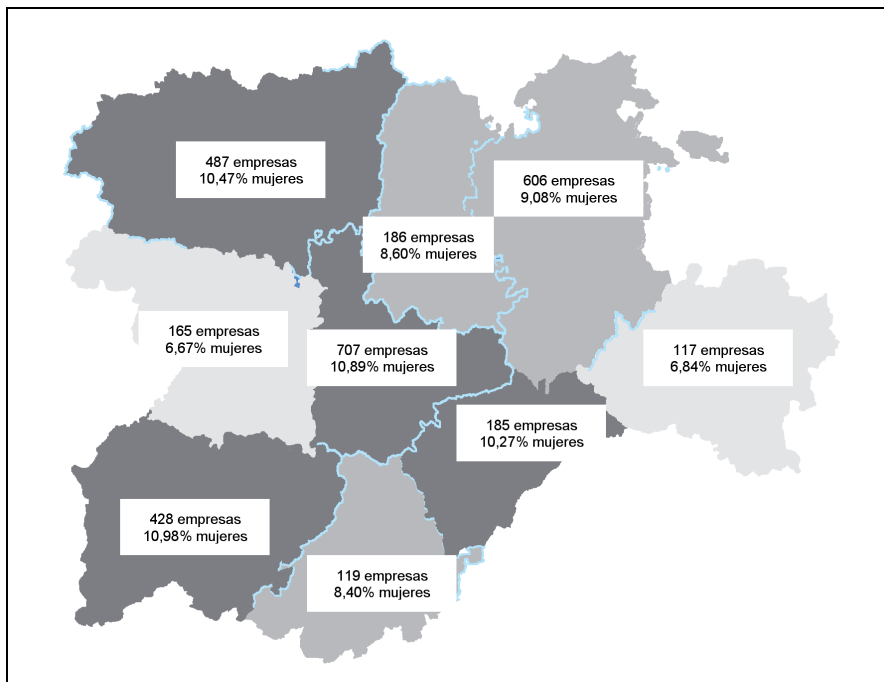 487 empresas
10,47% mujeres
606 empresas
9,08% mujeres
186 empresas
8,60% mujeres
165 empresas
6,67% mujeres
707 empresas
10,89% mujeres
117 empresas
6,84% mujeres
185 empresas
10,27% mujeres
428 empresas
10,98% mujeres
119 empresas
8,40% mujeres